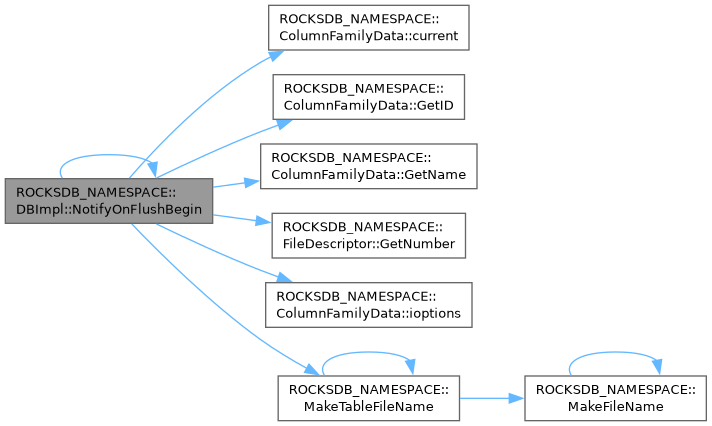 ROCKSDB_NAMESPACE::
ColumnFamilyData::current
ROCKSDB_NAMESPACE::
ColumnFamilyData::GetID
ROCKSDB_NAMESPACE::
ColumnFamilyData::GetName
ROCKSDB_NAMESPACE::
DBImpl::NotifyOnFlushBegin
ROCKSDB_NAMESPACE::
FileDescriptor::GetNumber
ROCKSDB_NAMESPACE::
ColumnFamilyData::ioptions
ROCKSDB_NAMESPACE::
MakeTableFileName
ROCKSDB_NAMESPACE::
MakeFileName